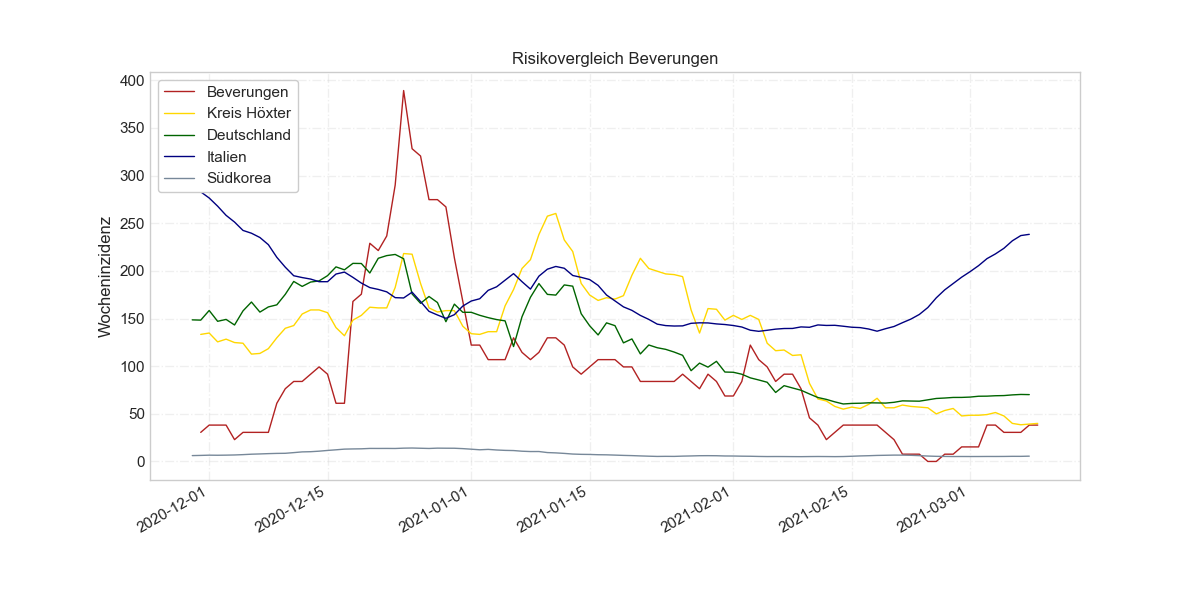 Risikovergleich Beverungen
Wocheninzidenz
400
350
300
250
200
150
100
50
0
Beverungen
Kreis Höxter
Deutschland
Italien
Südkorea
2020-12-01
2020-12-15
2021-01-01
2021-01-15
2021-02-01
2021-02-15
2021-03-01